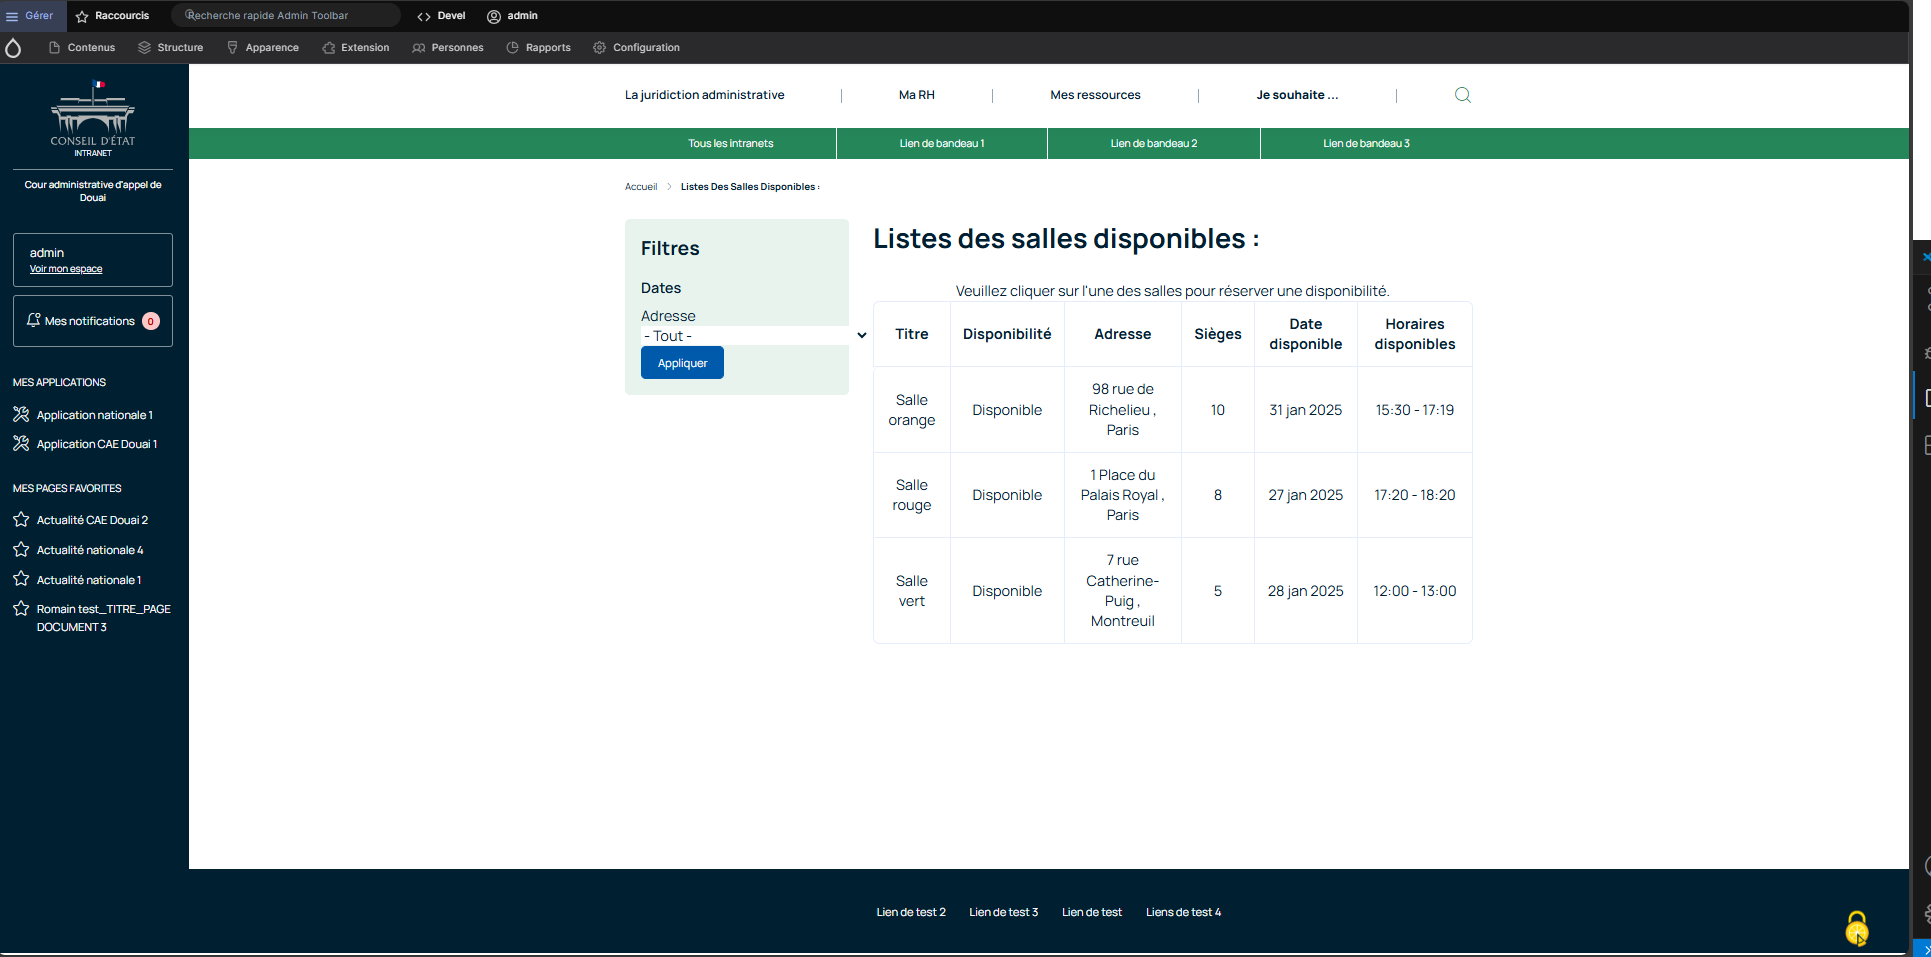 Gérer
Raccourcis
Recherche rapide Admin Toolbar
Devel
admin
Contenus
Structure
Apparence
Extension
Personnes
Rapports
Configuration
CONSEIL D'ÉTAT
INTRANET
Cour administrative d'appel de
Douai
admin
Voir mon espace
Mes notifications
0
MES APPLICATIONS
Application nationale 1
Application CAE Douai 1
MES PAGES FAVORITES
Actualité CAE Douai 2
Actualité nationale 4
Actualité nationale 1
Romain test_TITRE_PAGE
DOCUMENT 3
La juridiction administrative
Ma RH
Mes ressources
Je souhaite ...
Tous les intranets
Lien de bandeau 1
Lien de bandeau 2
Lien de bandeau 3
Accueil
Listes Des Salles Disponibles :
Filtres
Dates
Adresse
- Tout -
Appliquer
Listes des salles disponibles :
Veuillez cliquer sur l'une des salles pour réserver une disponibilité.
Titre
Disponibilité
Adresse
Sièges
Date
disponible
Horaires
disponibles
Salle
orange
Disponible
98 rue de
Richelieu ,
Paris
10
31 jan 2025
15:30 - 17:19
Salle
rouge
Disponible
1 Place du
Palais Royal ,
Paris
8
27 jan 2025
17:20 - 18:20
Salle
vert
Disponible
7 rue
Catherine-
Puig ,
Montreuil
5
28 jan 2025
12:00 - 13:00
Lien de test 2
Lien de test 3
Lien de test
Liens de test 4